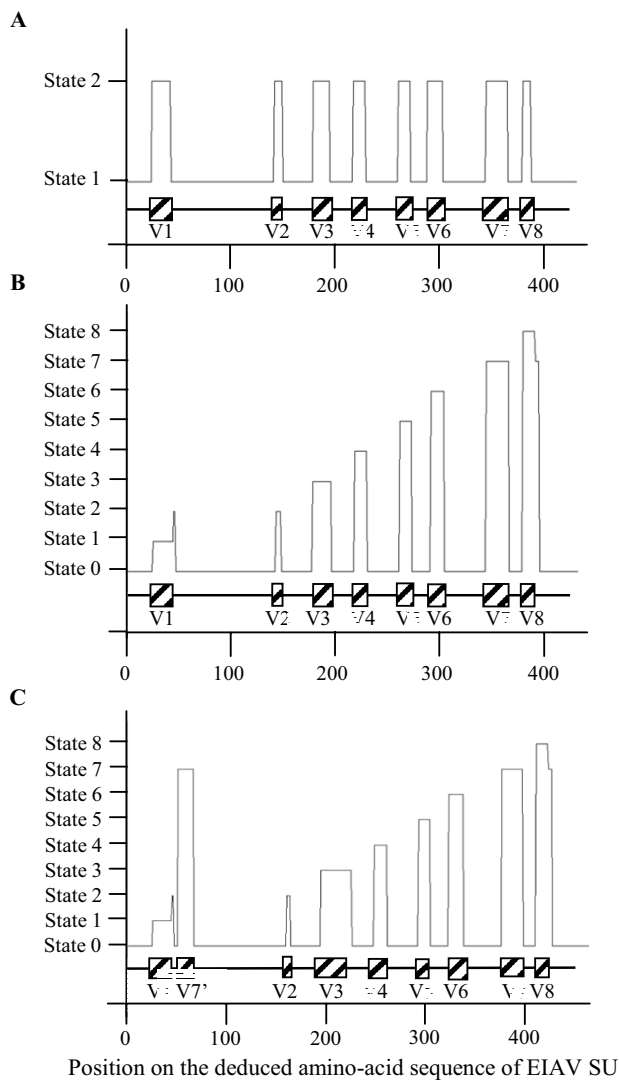 A
State 2
State 1
V1 V2 V3 V4 V6 V8
0 100 200 300 400
B
State 8
State 7
State 6
State 5
State 4
State 3
State 2
State 1
State 0
V1 V2 V3 V4 V6 V8
0 100 200 300 400
C
State 8
State 7
State 6
State 5
State 4
State 3
State 2
State 1
State 0
V7’ V2 V3 V6 V8
0 100 200 300 400
Position on the deduced amino-acid sequence of EIAV SU